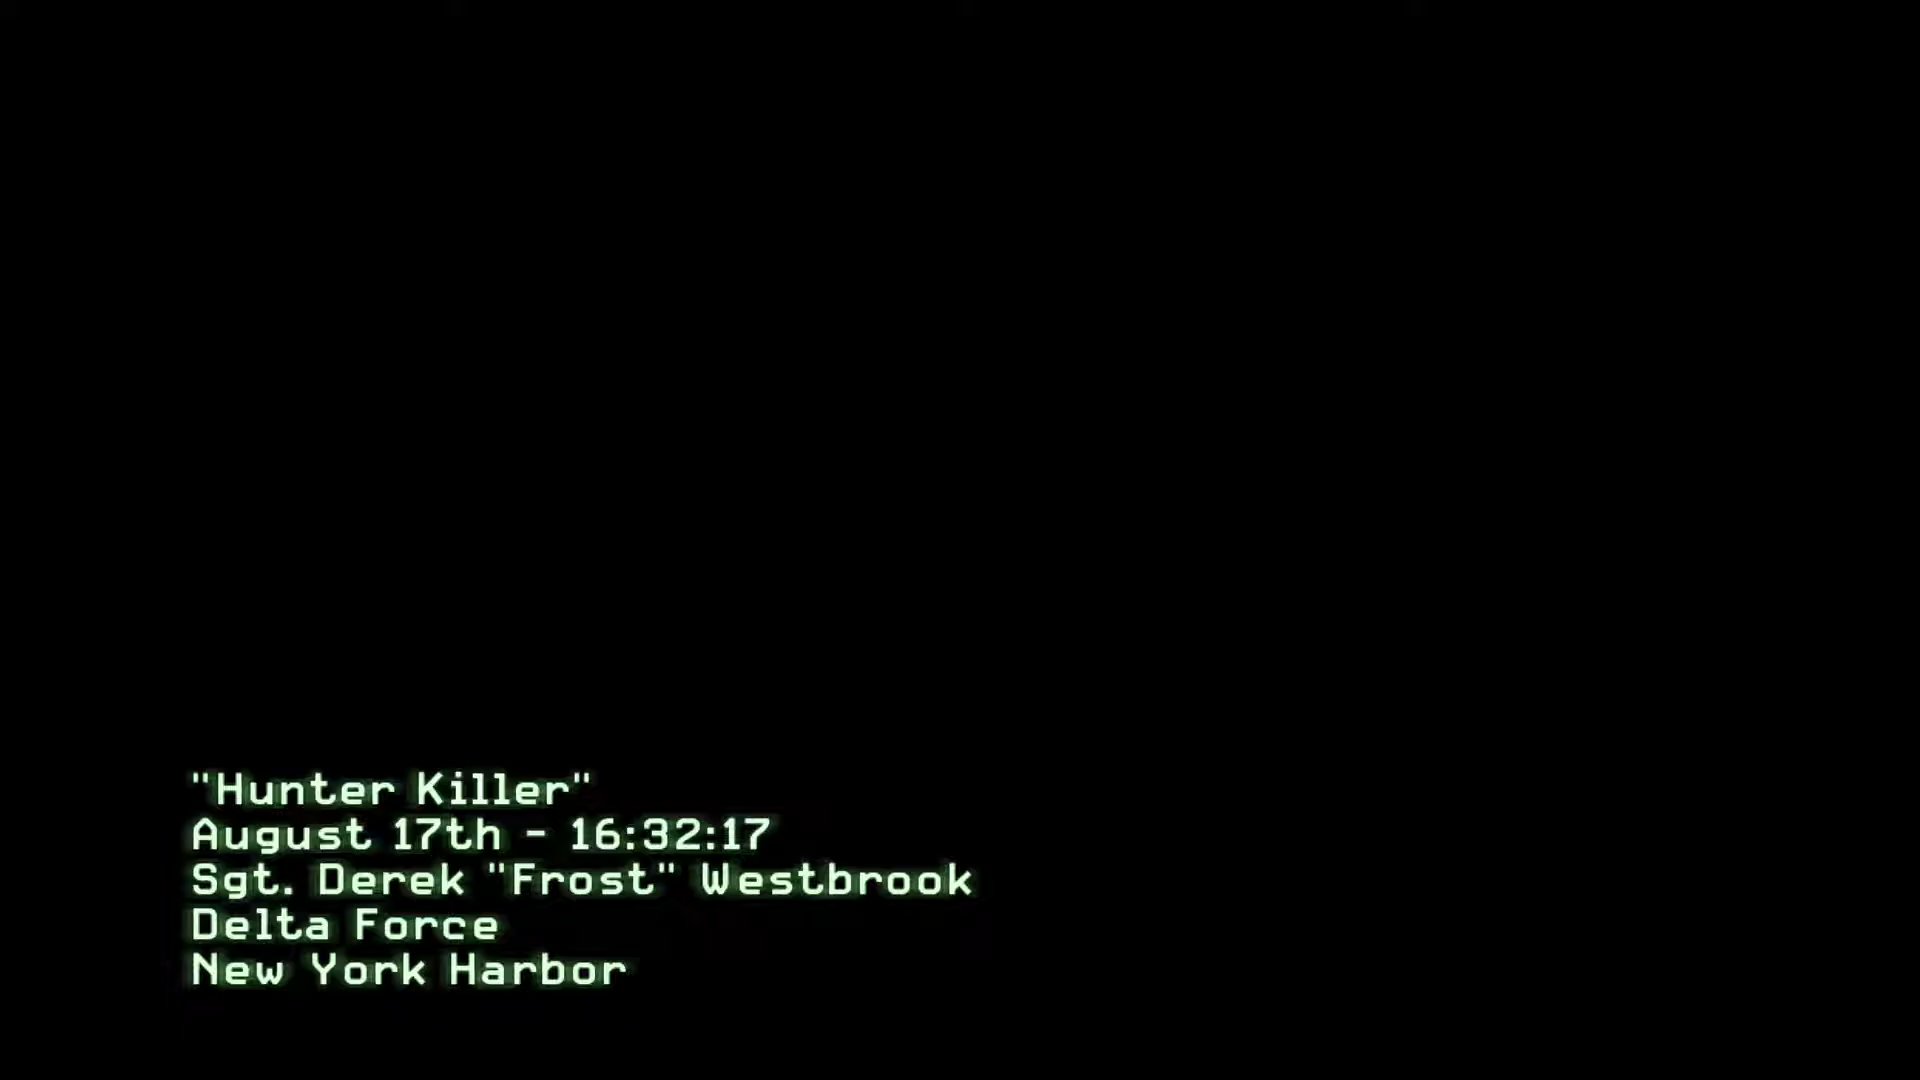 "Hunter Killer"
August 17th - 16:32:17
Sgt. Derek "Frost" Westbrook
Delta Force
New York Harbor